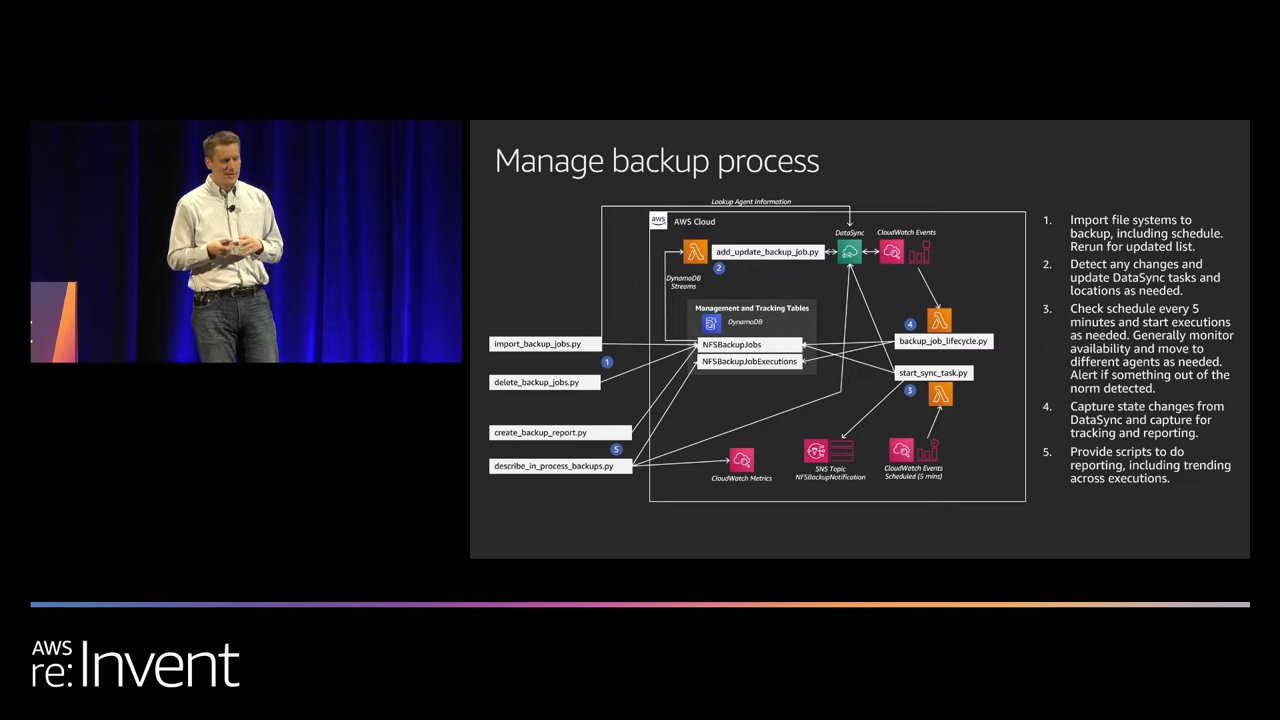 Manage backup process
Lookup Agent Information
aws
AWS Cloud
DataSync
CloudWatch Events
add_update_backup_job.py
2
DynamoDB
Streams
Management and Tracking Tables
DynamoDB
4
import_backup_jobs.py
NFSBackupJobs
backup_job_lifecycle.py
1
NFSBackupJobExecutions
start_sync_task.py
delete_backup_jobs.py
3
create_backup_report.py
5
describe_in_process_backups.py
CloudWatch Metrics
SNS Topic
NFSBackupNotification
CloudWatch Events
Scheduled (5 mins)
1. Import file systems to
backup, including schedule.
Rerun for updated list.
2. Detect any changes and
update DataSync tasks and
locations as needed.
3. Check schedule every 5
minutes and start executions
as needed. Generally monitor
availability and move to
different agents as needed.
Alert if something out of the
norm detected.
4. Capture state changes from
DataSync and capture for
tracking and reporting.
5. Provide scripts to do
reporting, including trending
across executions.
AWS
re:Invent